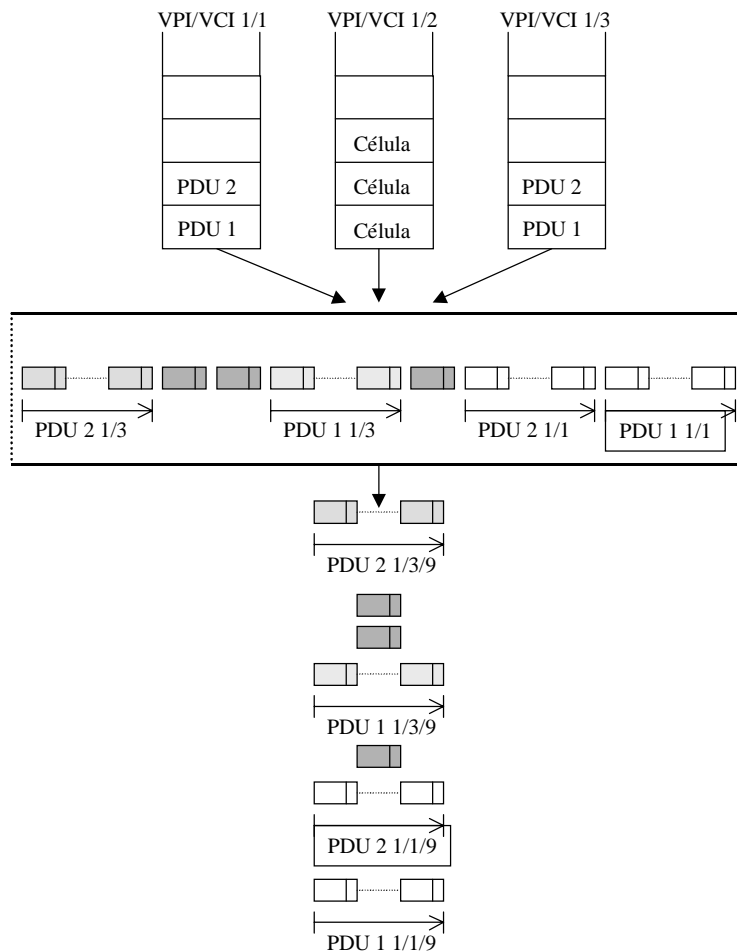 VPI/VCI 1/1 VPI/VCI 1/2 VPI/VCI 1/3
Célula
PDU 2 Célula PDU 2
PDU 1 Célula PDU 1
PDU 2 1/3 PDU 1 1/3 PDU 2 1/1 PDU 1 1/1
PDU 2 1/3/9
PDU 1 1/3/9
PDU 2 1/1/9
PDU 1 1/1/9